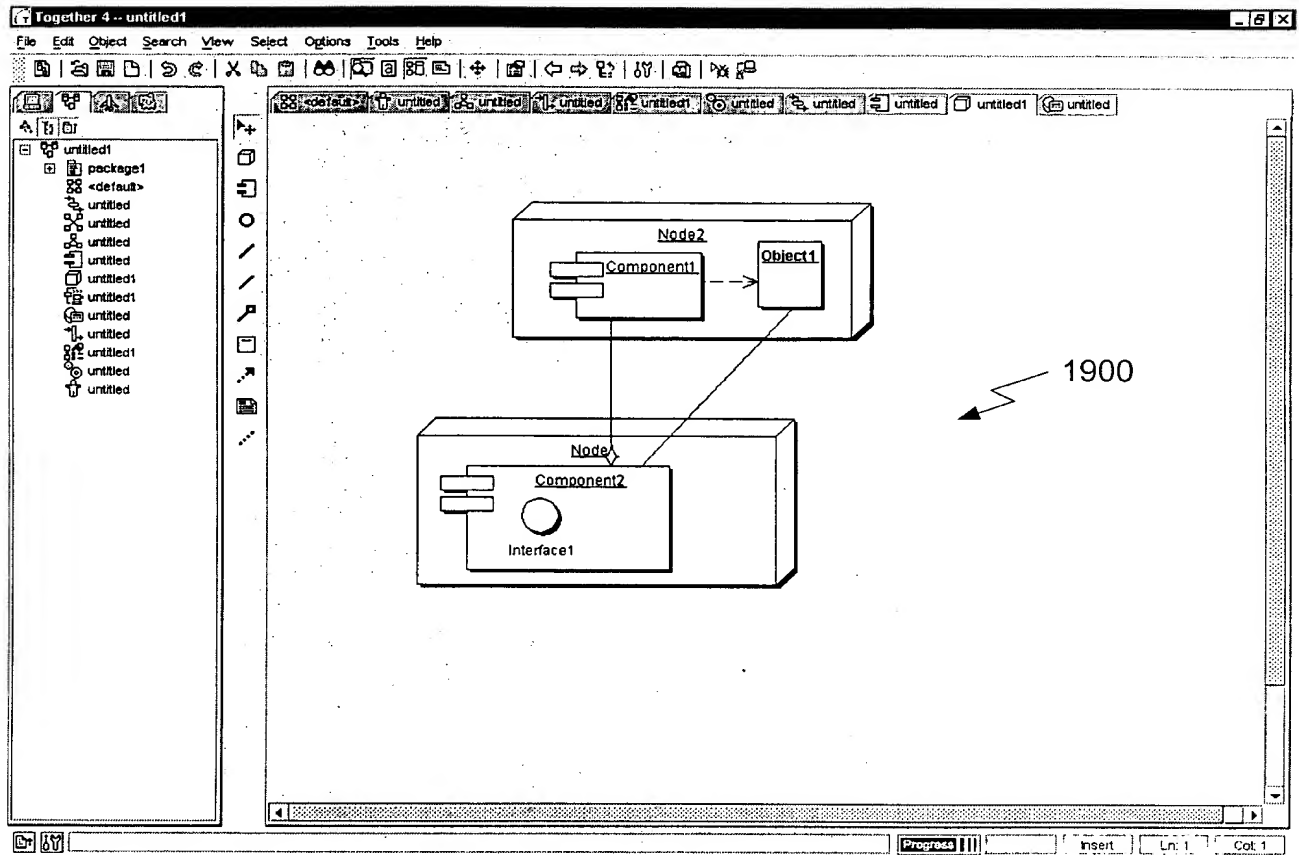 Together 4 -- untitled1
File Edit Object Search View Select Options Tools Help
<default> untitled untitled untitled untitled1 untitled untitled untitled untitled1 untitled
untitled1
package1
<default>
untitled
untitled
untitled
untitled
untitled1
untitled1
untitled
untitled
untitled1
untitled
untitled
Node2
Component1
Object1
1900
Node
Component2
Interface1
Progress
Insert
Ln: 1
Col: 1